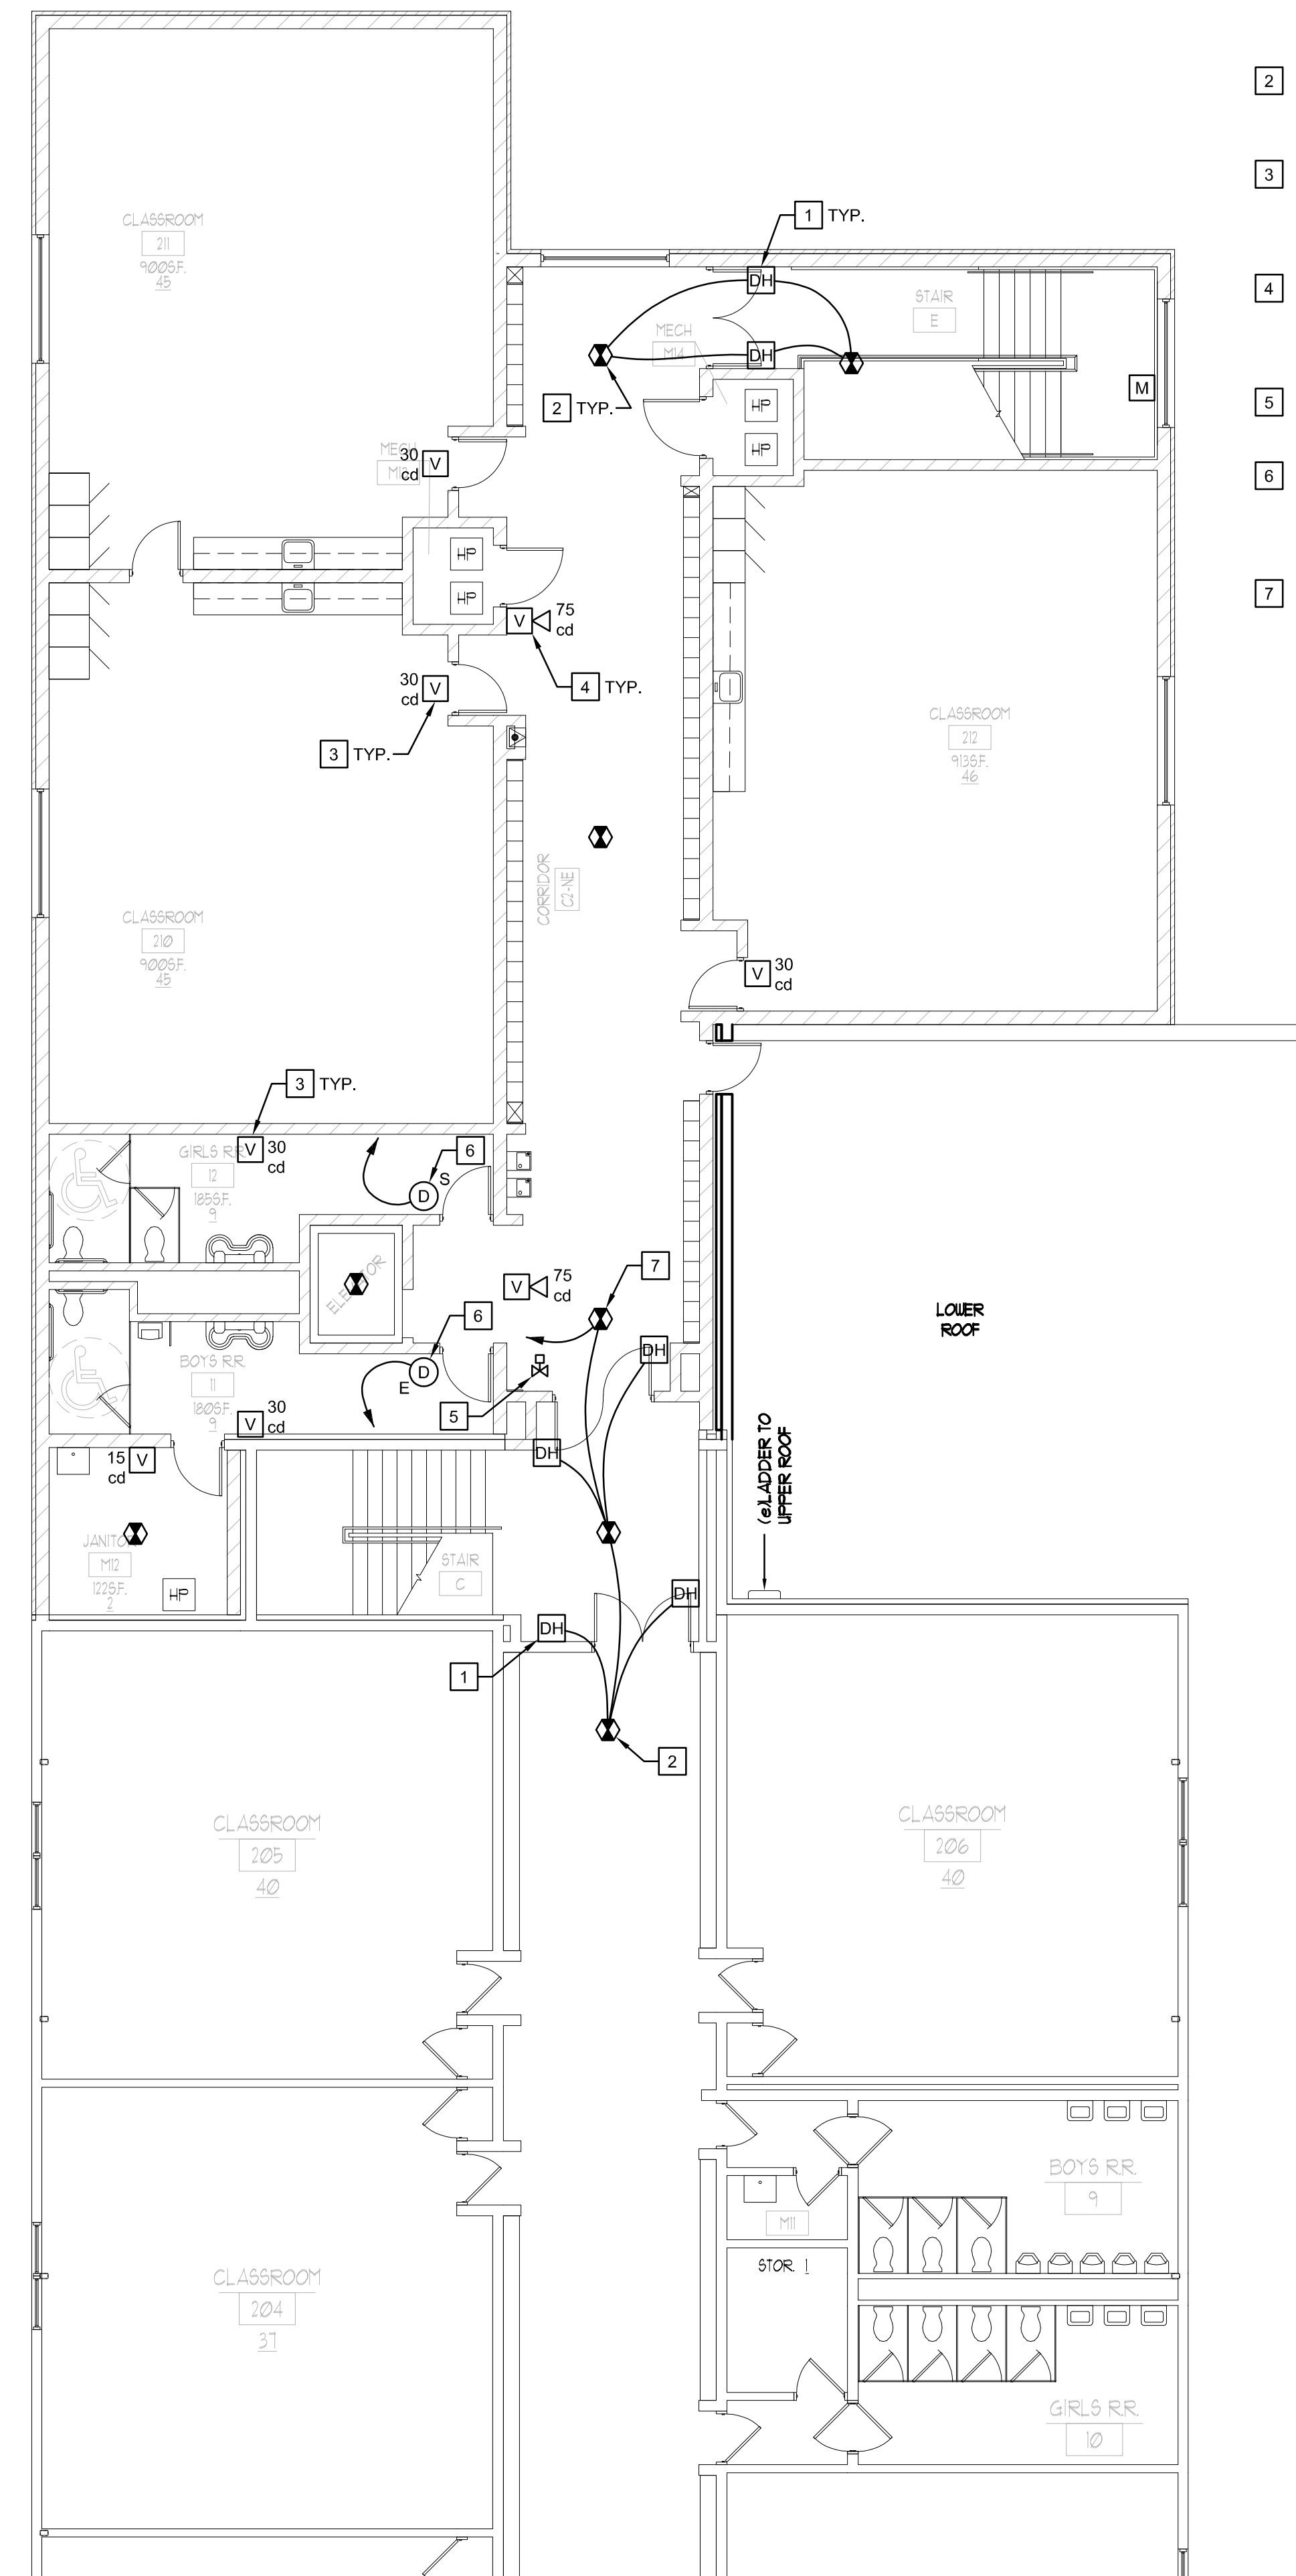 2
3
1 TYP.
CLASSROOM
211
900S.F.
45
DH
STAIR
E
4
MECH
M14
DH
2 TYP.
M
HP
5
HP
30
cd
V
MECH
6
HP
HP
7
V
75
cd
30
cd
V
4 TYP.
3 TYP.
CLASSROOM
212
913S.F.
46
CORRIDOR
C2-NE
CLASSROOM
210
900S.F.
45
V
30
cd
3 TYP.
V
30
cd
GIRLS RR
12
185S.F.
9
6
S
D
7
V
75
cd
ELEVATOR
LOWER
ROOF
6
DH
BOYS RR
11
180S.F.
9
D
E
5
V
30
cd
DH
15
cd
V
(e)LADDER TO
UPPER ROOF
JANITOR
M12
122S.F.
2
HP
STAIR
C
DH
DH
1
2
CLASSROOM
205
40
CLASSROOM
206
40
BOYS R.R.
9
M11
STOR. 1
CLASSROOM
204
37
GIRLS R.R.
10